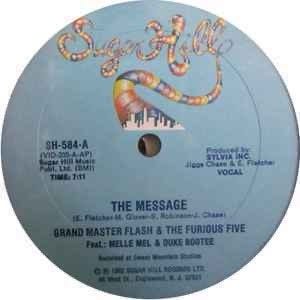 Sugar Hill
SH-584-A
(VID-205-A-AP)
Sugar Hill Music
Publ., Ltd. (BMI)
TIME: 7:11
Produced by:
SYLVIA INC.
Jiggs Chase & E. Fletcher
VOCAL
THE MESSAGE
(E. Fletcher-M. Glover-S. Robinson-J. Chase)
GRAND MASTER FLASH & THE FURIOUS FIVE
Feat.: MELLE MEL & DUKE BOOTEE
Recorded at Sweet Mountain Studios
1982 SUGAR HILL RECORDS LTD.
96 West St., Englewood, N.J. 07631